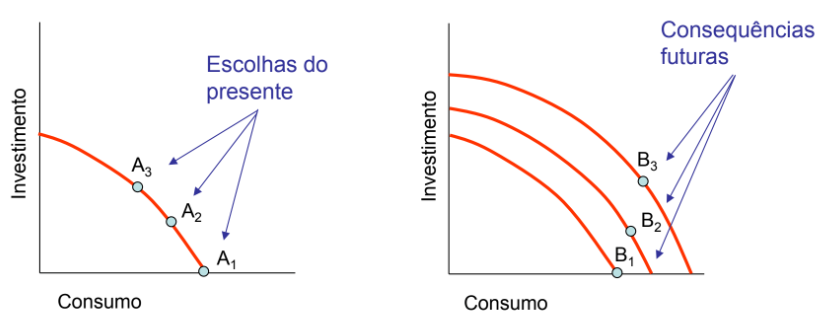 Investimento
Escolhas do
presente
A3
A2
A1
Consumo
Consequências
futuras
Investimento
B3
B2
B1
Consumo